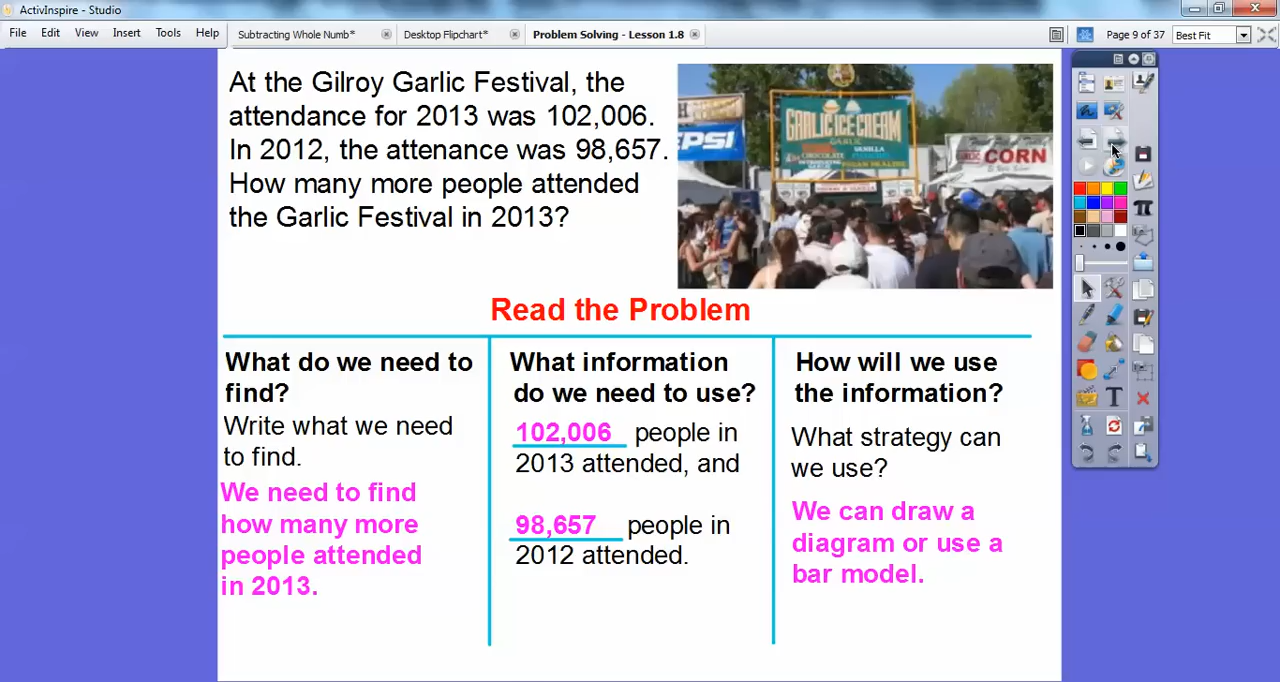 ActivInspire - Studio
File Edit View Insert Tools Help
Subtracting Whole Numb* Desktop Flipchart* Problem Solving - Lesson 1.8
Page 9 of 37 Best Fit
At the Gilroy Garlic Festival, the
attendance for 2013 was 102,006.
In 2012, the attenance was 98,657.
How many more people attended
the Garlic Festival in 2013?
PEPSI
GARLIC ICE CREAM
GARLIC
CHOCOLATE
VANILLA
CORN
Read the Problem
What do we need to
find?
Write what we need
to find.
We need to find
how many more
people attended
in 2013.
What information
do we need to use?
102,006 people in
2013 attended, and
98,657 people in
2012 attended.
How will we use
the information?
What strategy can
we use?
We can draw a
diagram or use a
bar model.